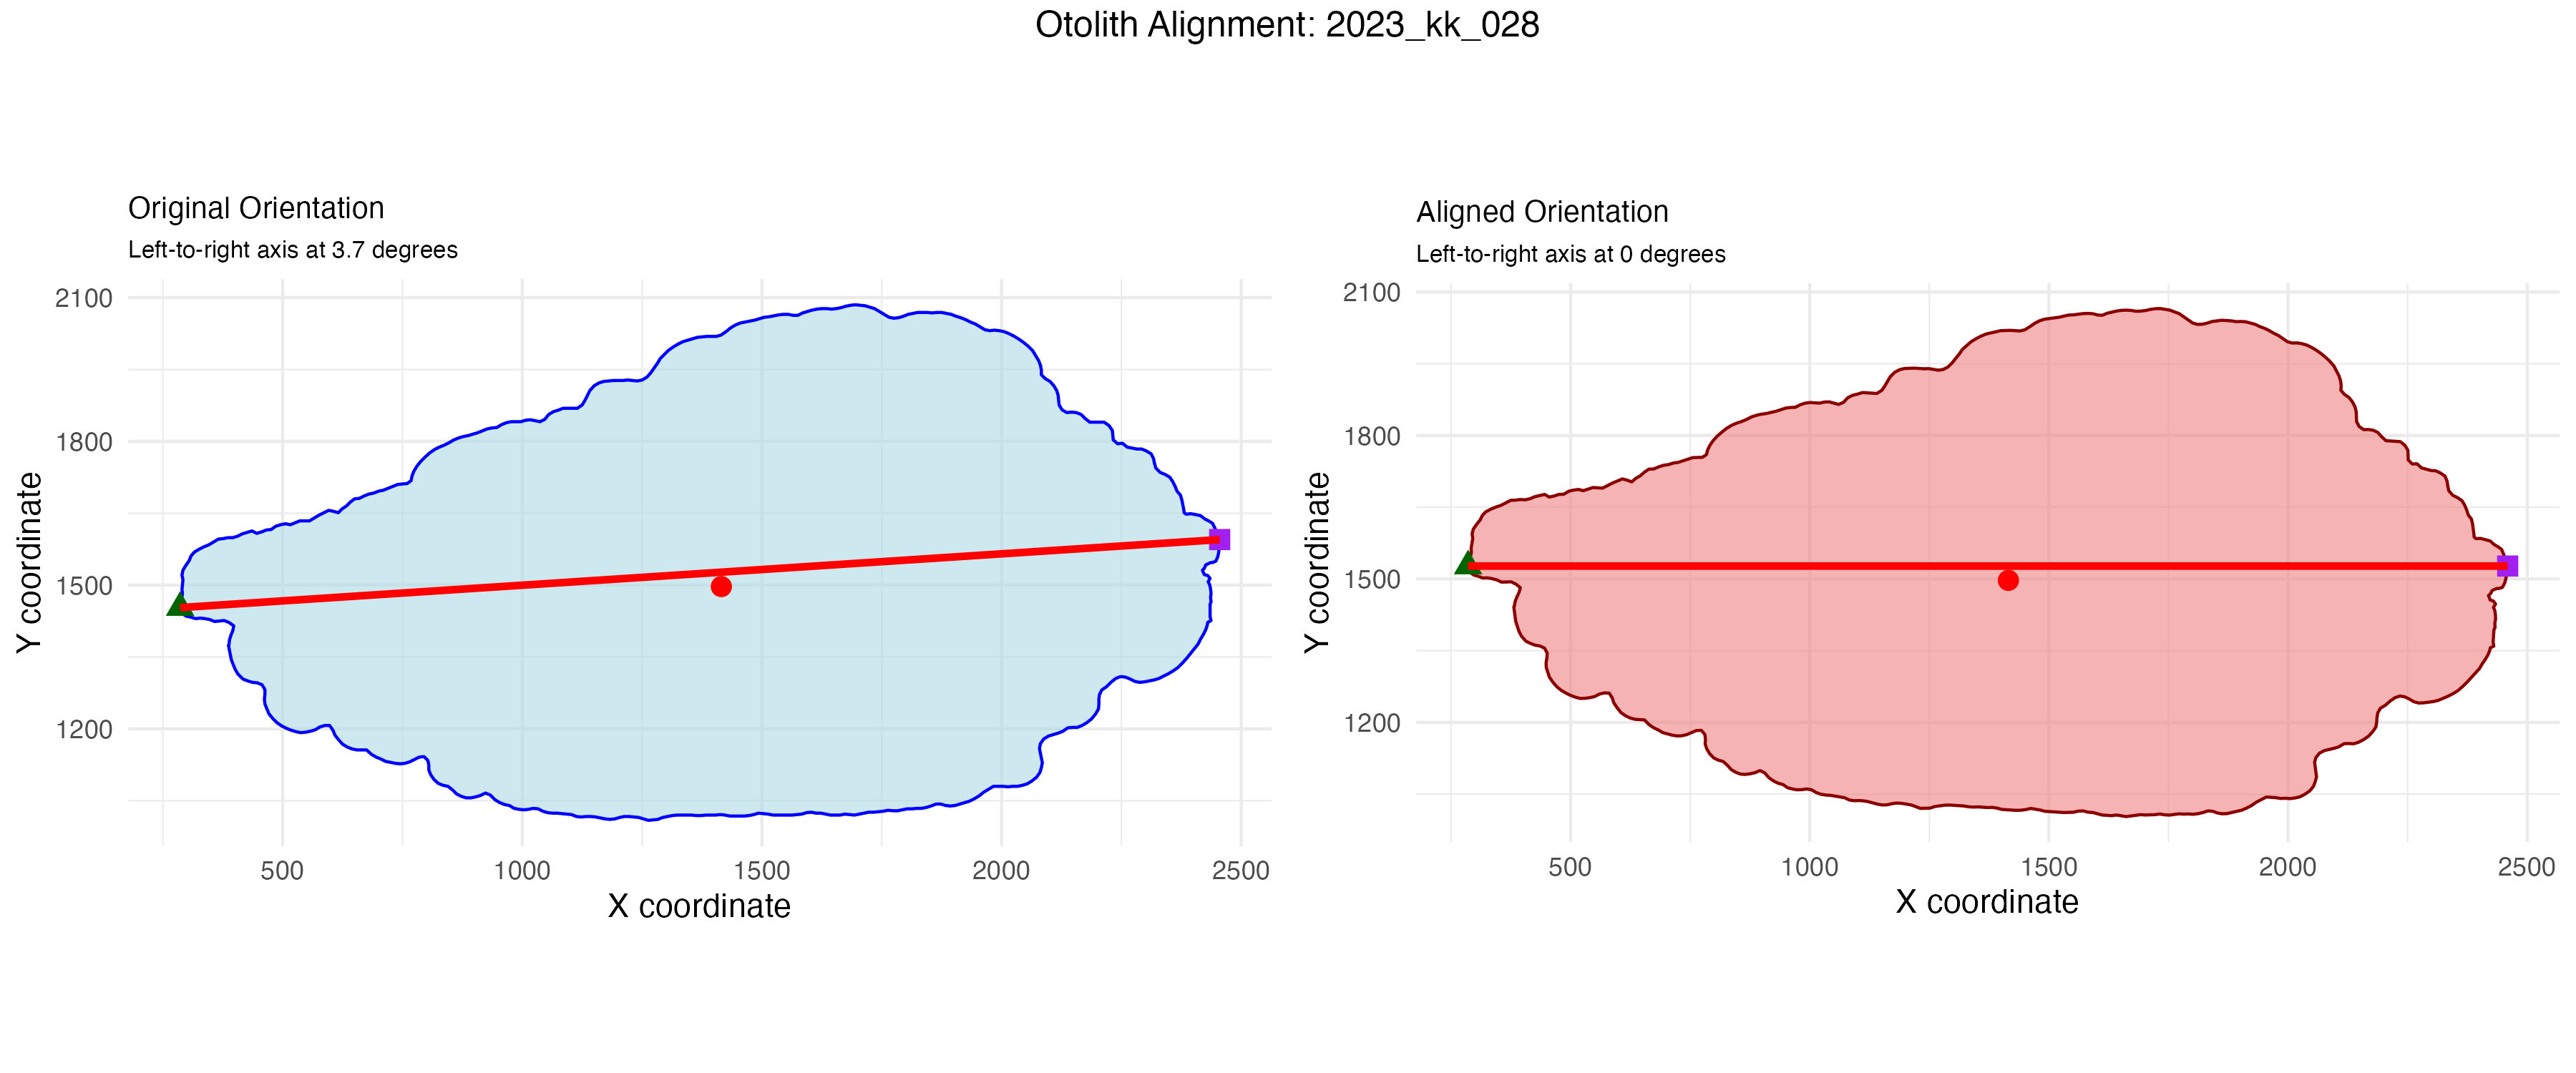 Otolith Alignment: 2023_kk_028
Original Orientation
Left-to-right axis at 3.7 degrees
2100
1800
1500
1200
Y coordinate
500 1000 1500 2000 2500
X coordinate
Aligned Orientation
Left-to-right axis at 0 degrees
2100
1800
1500
1200
Y coordinate
500 1000 1500 2000 2500
X coordinate